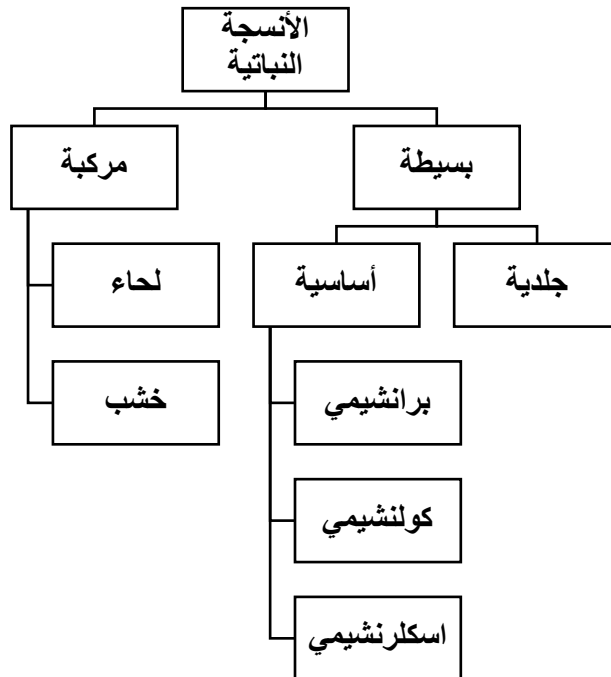 الأنسجة
النباتية
بسيطة
مركبة
جلدية
أساسية
لحاء
برانشيمي
خشب
كولنشيمي
اسكلرنشيمي